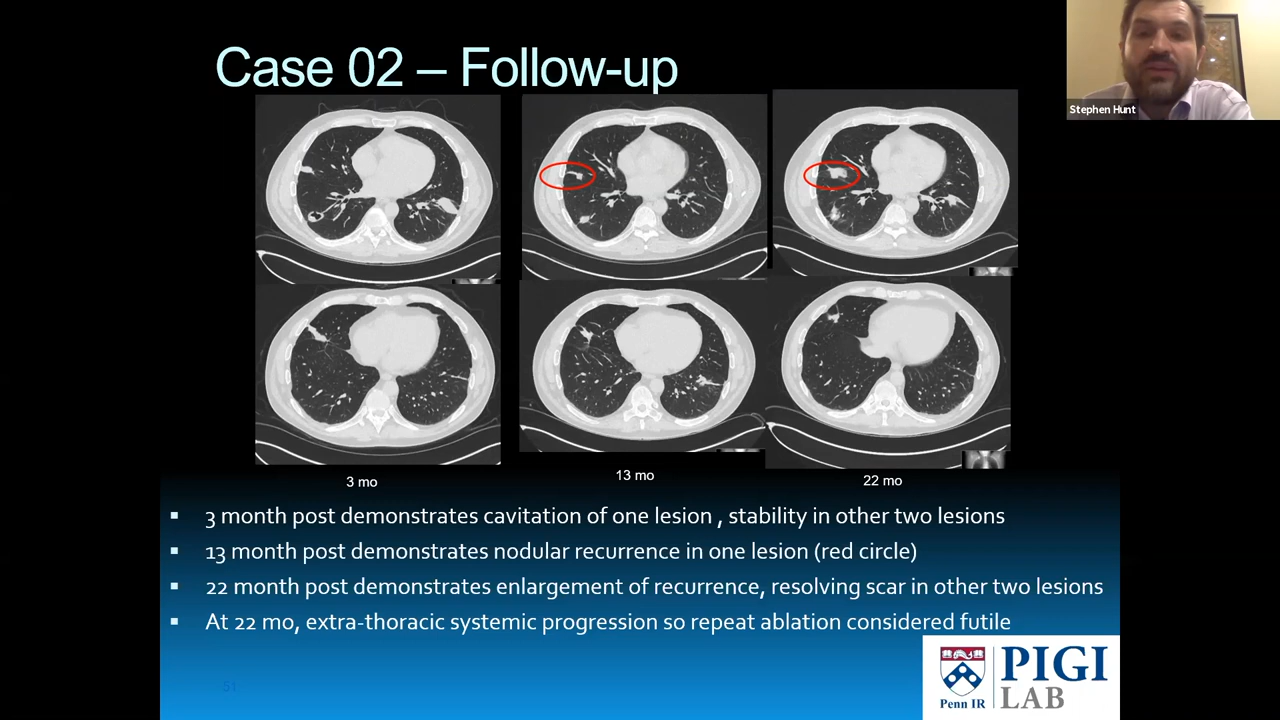 Case 02 – Follow-up
Stephen Hunt
3 mo
13 mo
22 mo
▪ 3 month post demonstrates cavitation of one lesion , stability in other two lesions
▪ 13 month post demonstrates nodular recurrence in one lesion (red circle)
▪ 22 month post demonstrates enlargement of recurrence, resolving scar in other two lesions
▪ At 22 mo, extra-thoracic systemic progression so repeat ablation considered futile
51
Penn IR
PIGI
LAB